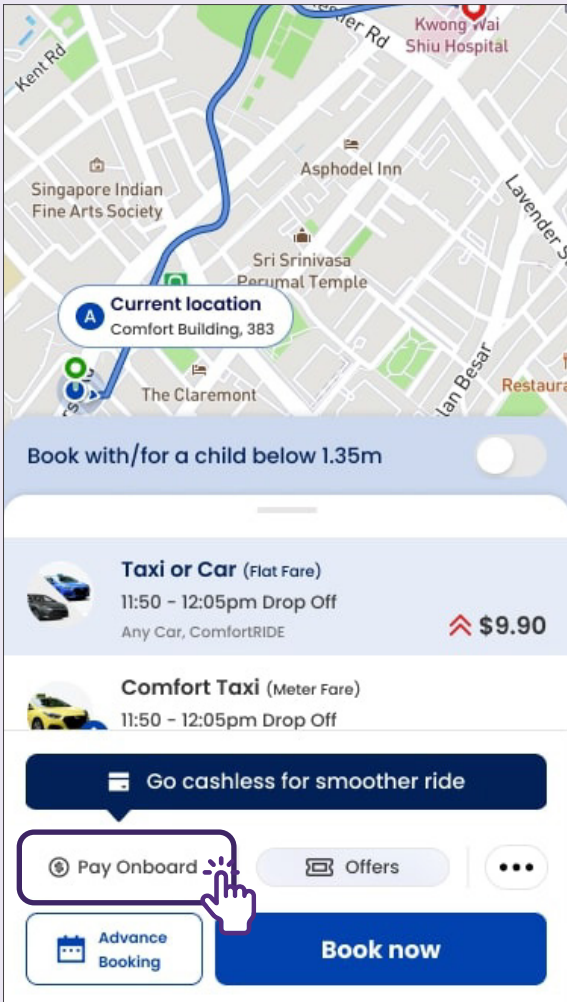 Kwong Wai
Shiu Hospital
Kent Rd
Rd
Asphodel Inn
Singapore Indian
Fine Arts Society
Lavender
Sri Srinivasa
Perumal Temple
A
Current location
Comfort Building, 383
The Claremont
Besar
Book with/for a child below 1.35m
Taxi or Car (Flat Fare)
11:50 - 12:05pm Drop Off
Any Car, ComfortRIDE
$9.90
Comfort Taxi (Meter Fare)
11:50 - 12:05pm Drop Off
Go cashless for smoother ride
Pay Onboard
Offers
Advance
Booking
Book now